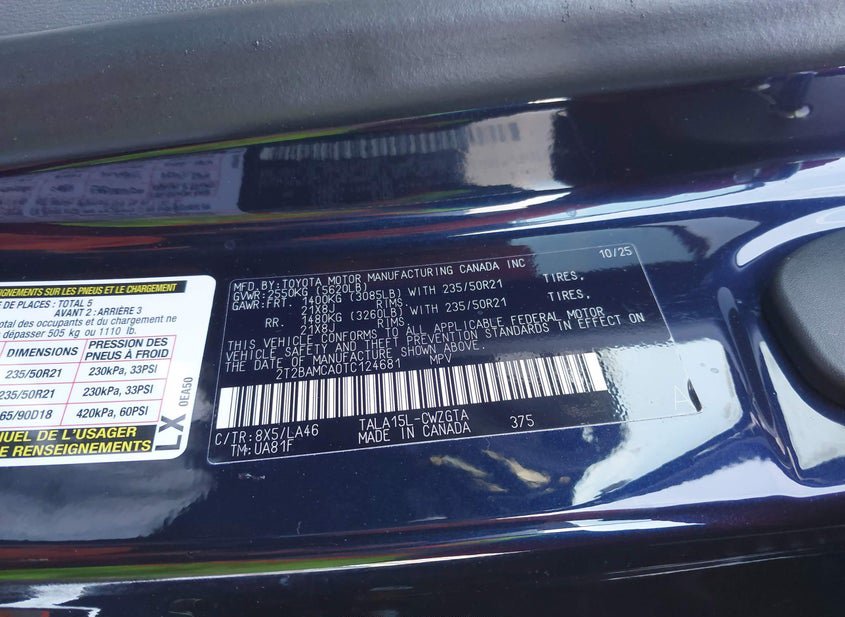 NSEIGNEMENTS SUR LES PNEUS ET LE CHARGEMENT
DE PLACES : TOTAL 5
AVANT 2 : ARRIÈRE 3
total des occupants et du chargement ne
dépasser 505 kg ou 1110 lb.
DIMENSIONS PRESSION DES PNEUS À FROID
235/50R21 230kPa, 33PSI
235/50R21 230kPa, 33PSI
65/90D18 420kPa, 60PSI
NUEL DE L'USAGER
DE RENSEIGNEMENTS
LX 0EA50
MFD.BY:TOYOTA MOTOR MANUFACTURING CANADA INC 10/25
GVWR:2550KG (5620LB)
GAWR:FRT. 1400KG (3085LB) WITH 235/50R21 TIRES,
21X8J RIMS,
RR. 1480KG (3260LB) WITH 235/50R21 TIRES,
21X8J RIMS,
THIS VEHICLE CONFORMS TO ALL APPLICABLE FEDERAL MOTOR
VEHICLE SAFETY AND THEFT PREVENTION STANDARDS IN EFFECT ON
THE DATE OF MANUFACTURE SHOWN ABOVE.
2T2BAMCA0TC124681 MPV
C/TR:8X5/LA46 TALA15L-CWZGTA A
TM:UA81F MADE IN CANADA 375